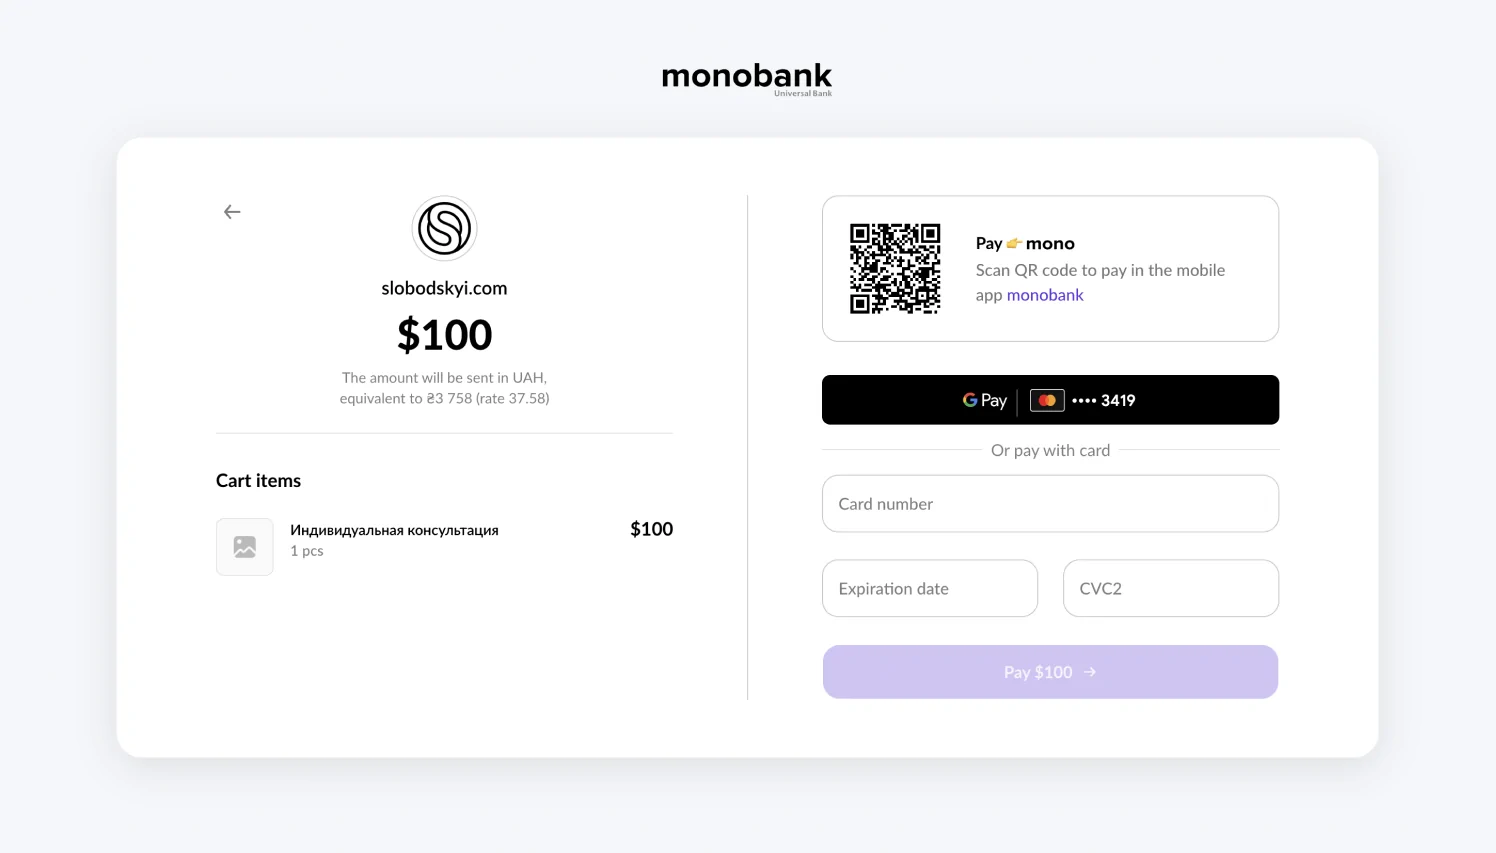 monobank
Universal Bank
slobodskyi.com
$100
The amount will be sent in UAH,
equivalent to ₴3 758 (rate 37.58)
Cart items
Индивидуальная консультация
$100
1 pcs
Pay 👉 mono
Scan QR code to pay in the mobile
app monobank
G Pay | •••• 3419
Or pay with card
Card number
Expiration date
CVC2
Pay $100 →